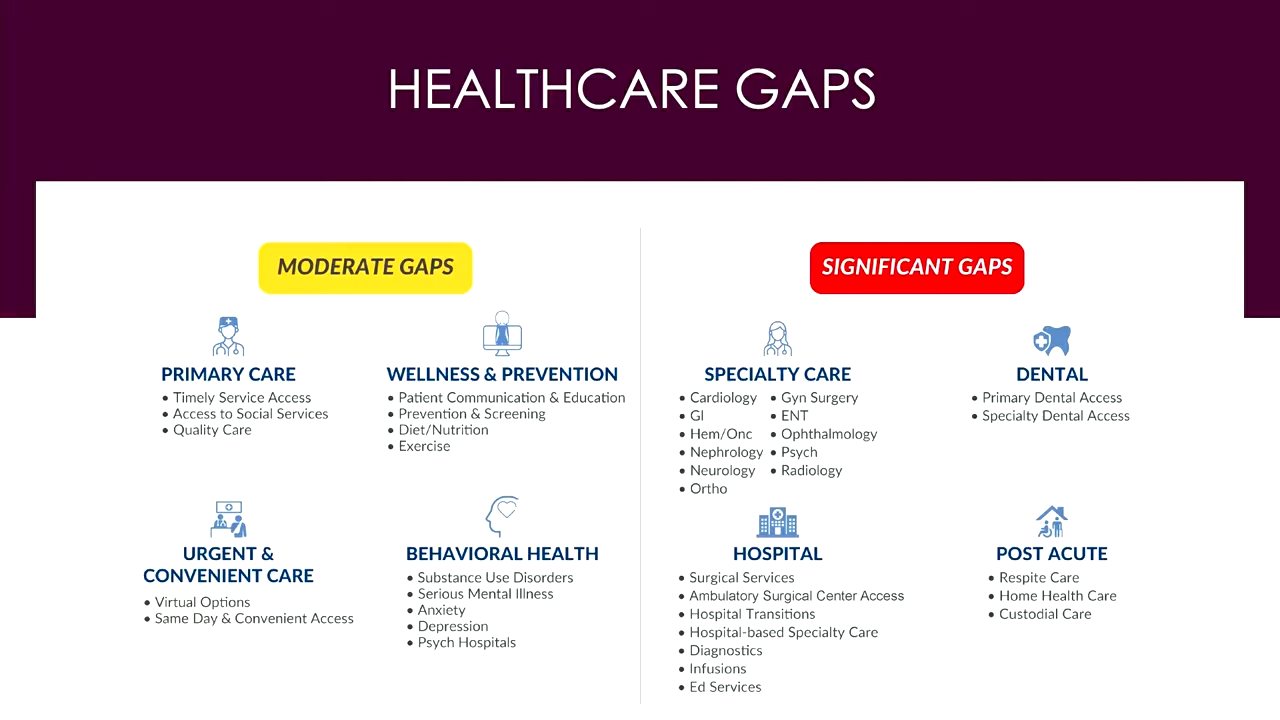 HEALTHCARE GAPS
MODERATE GAPS
PRIMARY CARE
• Timely Service Access
• Access to Social Services
• Quality Care
WELLNESS & PREVENTION
• Patient Communication & Education
• Prevention & Screening
• Diet/Nutrition
• Exercise
URGENT &
CONVENIENT CARE
• Virtual Options
• Same Day & Convenient Access
BEHAVIORAL HEALTH
• Substance Use Disorders
• Serious Mental Illness
• Anxiety
• Depression
• Psych Hospitals
SIGNIFICANT GAPS
SPECIALTY CARE
• Cardiology
• GI
• Hem/Onc
• Nephrology
• Neurology
• Ortho
• Gyn Surgery
• ENT
• Ophthalmology
• Psych
• Radiology
DENTAL
• Primary Dental Access
• Specialty Dental Access
HOSPITAL
• Surgical Services
• Ambulatory Surgical Center Access
• Hospital Transitions
• Hospital-based Specialty Care
• Diagnostics
• Infusions
• Ed Services
POST ACUTE
• Respite Care
• Home Health Care
• Custodial Care